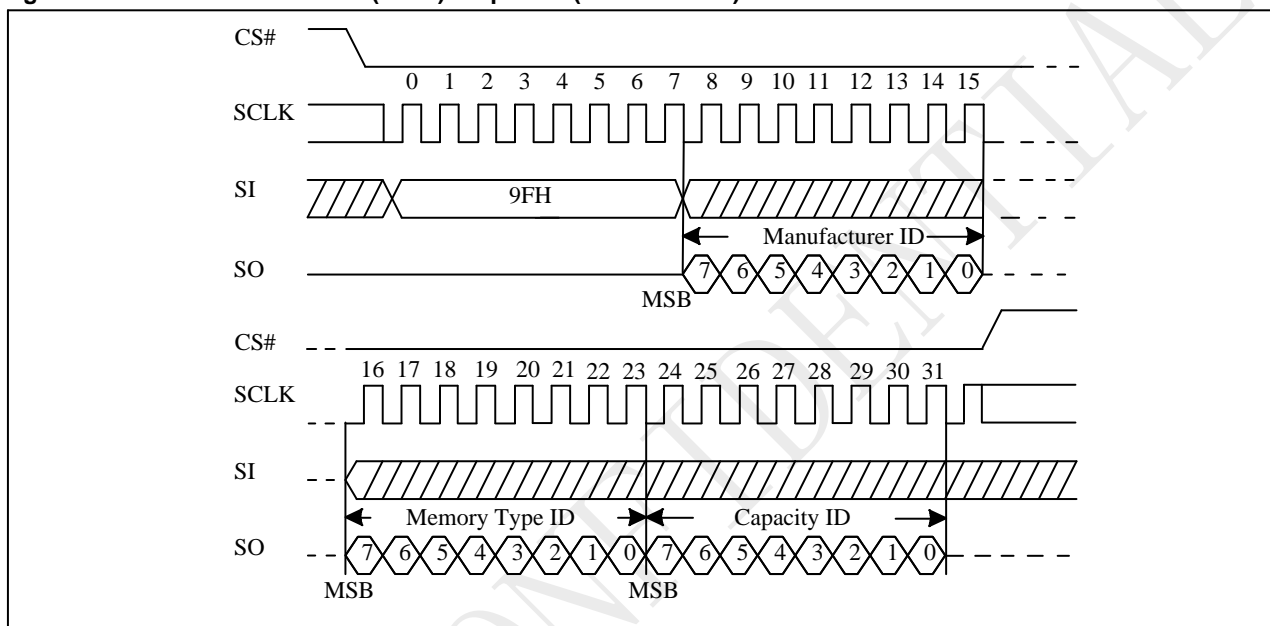 CS#
0 1 2 3 4 5 6 7 8 9 10 11 12 13 14 15
SCLK
SI
9FH
Manufacturer ID
SO
7 6 5 4 3 2 1 0
MSB
CS#
16 17 18 19 20 21 22 23 24 25 26 27 28 29 30 31
SCLK
SI
Memory Type ID Capacity ID
SO
7 6 5 4 3 2 1 0 7 6 5 4 3 2 1 0
MSB MSB